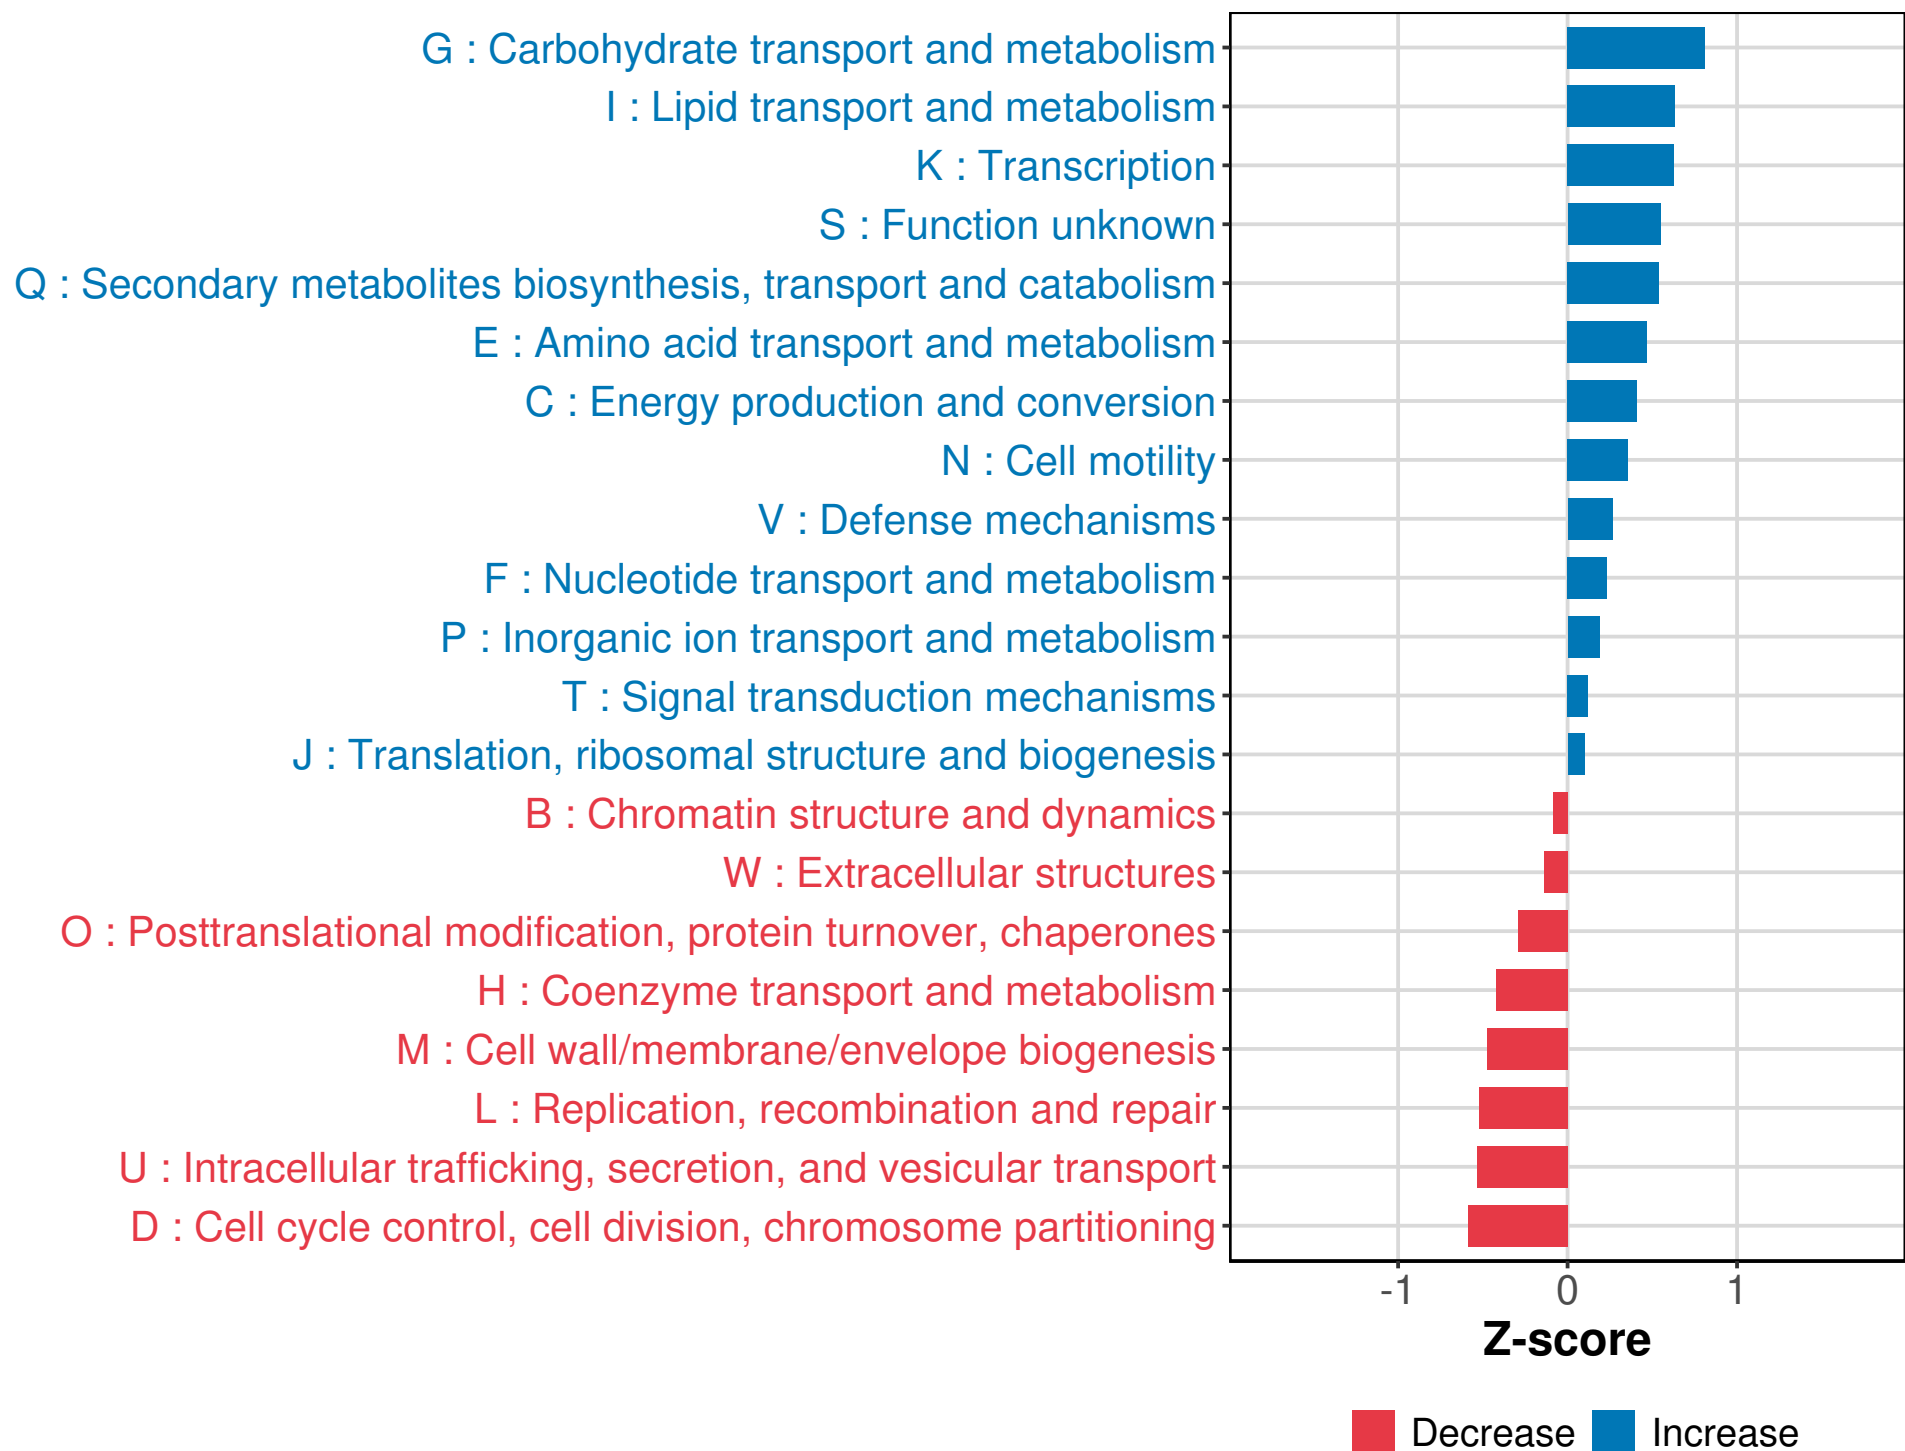 G : Carbohydrate transport and metabolism
I : Lipid transport and metabolism
K : Transcription
S : Function unknown
Q : Secondary metabolites biosynthesis, transport and catabolism
E : Amino acid transport and metabolism
C : Energy production and conversion
N : Cell motility
V : Defense mechanisms
F : Nucleotide transport and metabolism
P : Inorganic ion transport and metabolism
T : Signal transduction mechanisms
J : Translation, ribosomal structure and biogenesis
B : Chromatin structure and dynamics
W : Extracellular structures
O : Posttranslational modification, protein turnover, chaperones
H : Coenzyme transport and metabolism
M : Cell wall/membrane/envelope biogenesis
L : Replication, recombination and repair
U : Intracellular trafficking, secretion, and vesicular transport
D : Cell cycle control, cell division, chromosome partitioning
-1 0 1
Z-score
Decrease Increase